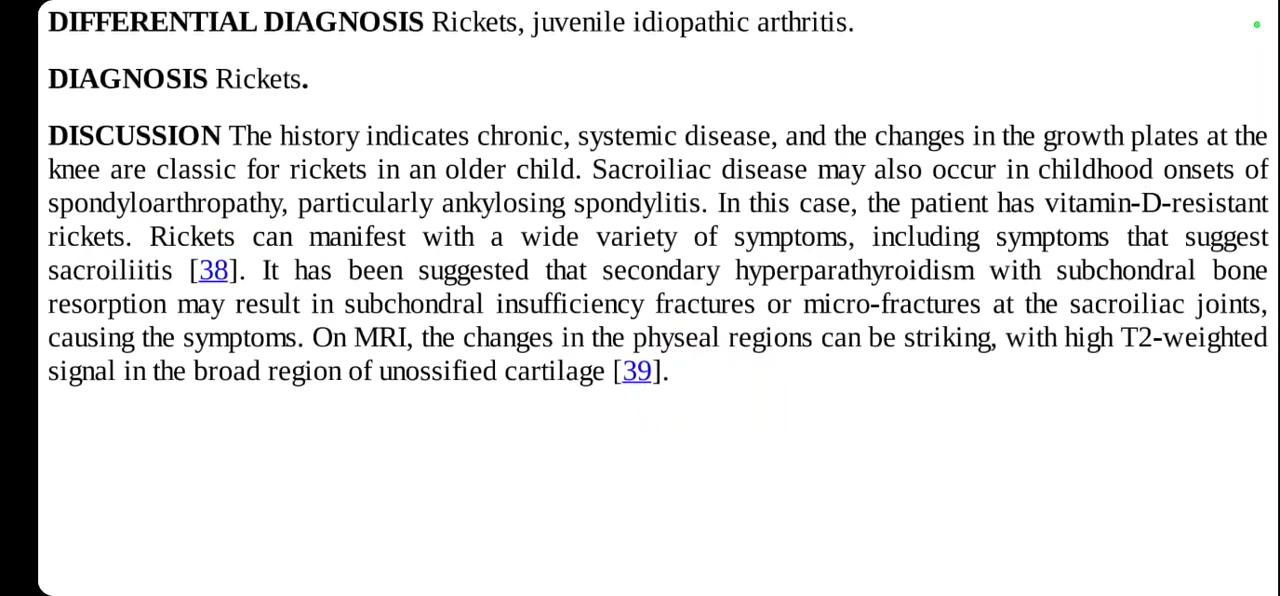 DIFFERENTIAL DIAGNOSIS Rickets, juvenile idiopathic arthritis.
DIAGNOSIS Rickets.
DISCUSSION The history indicates chronic, systemic disease, and the changes in the growth plates at the
knee are classic for rickets in an older child. Sacroiliac disease may also occur in childhood onsets of
spondyloarthropathy, particularly ankylosing spondylitis. In this case, the patient has vitamin-D-resistant
rickets. Rickets can manifest with a wide variety of symptoms, including symptoms that suggest
sacroiliitis [38]. It has been suggested that secondary hyperparathyroidism with subchondral bone
resorption may result in subchondral insufficiency fractures or micro-fractures at the sacroiliac joints,
causing the symptoms. On MRI, the changes in the physeal regions can be striking, with high T2-weighted
signal in the broad region of unossified cartilage [39].